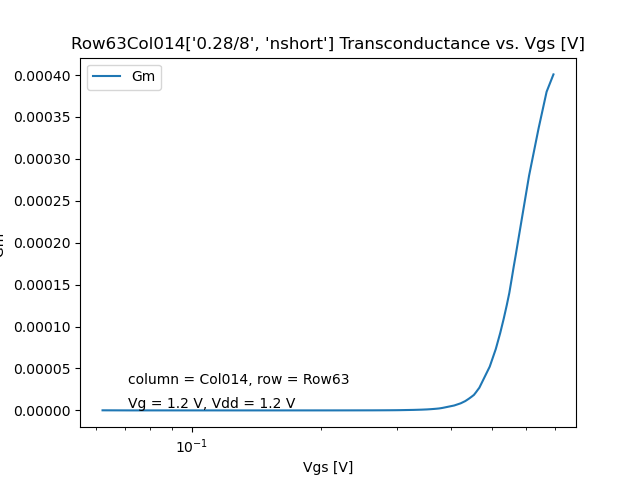 Row63Col014['0.28/8', 'nshort'] Transconductance vs. Vgs [V]
Gm
0.00040
0.00035
0.00030
0.00025
0.00020
0.00015
0.00010
0.00005
0.00000
column = Col014, row = Row63
Vg = 1.2 V, Vdd = 1.2 V
10⁻¹
Vgs [V]